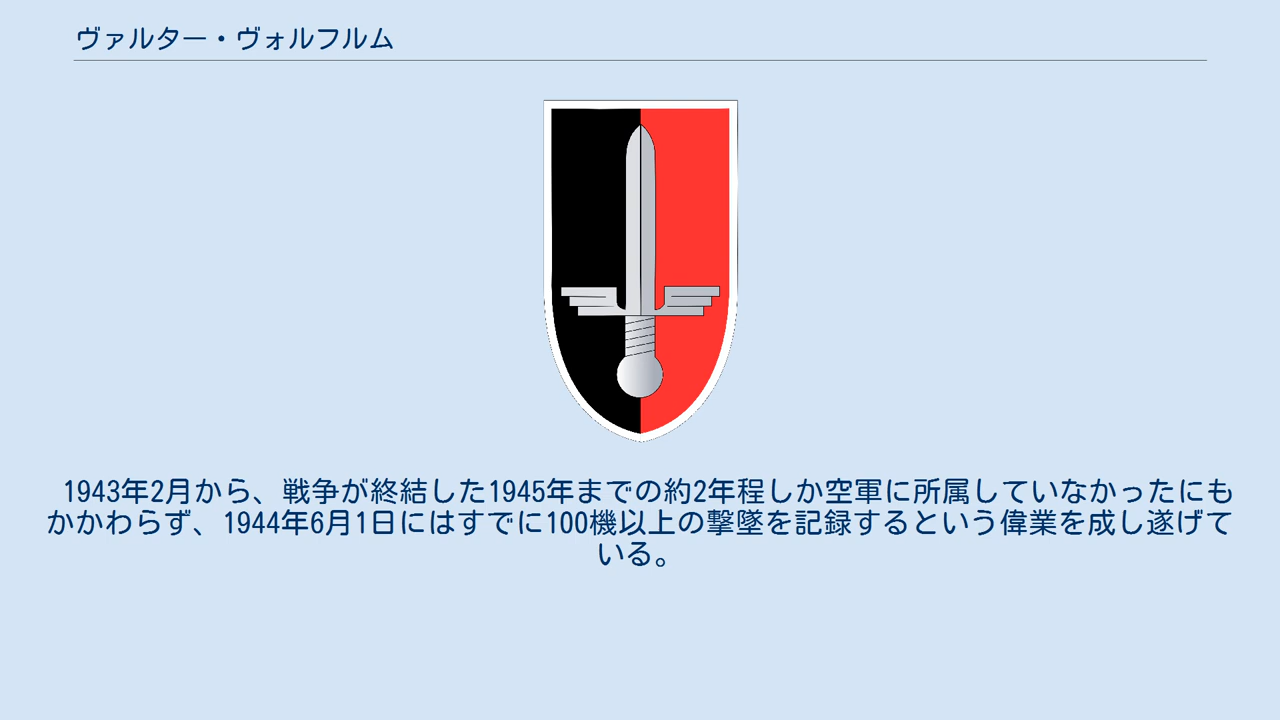 ヴァルター・ヴォルフルム
1943年2月から、戦争が終結した1945年までの約2年程しか空軍に所属していなかったにも
かかわらず、1944年6月1日にはすでに100機以上の撃墜を記録するという偉業を成し遂げて
いる。